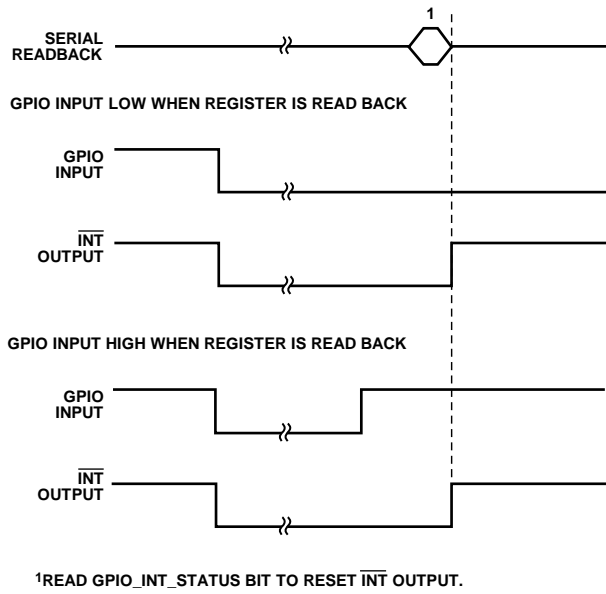 1
SERIAL
READBACK
GPIO INPUT LOW WHEN REGISTER IS READ BACK
GPIO
INPUT
INT
OUTPUT
GPIO INPUT HIGH WHEN REGISTER IS READ BACK
GPIO
INPUT
INT
OUTPUT
1READ GPIO_INT_STATUS BIT TO RESET INT OUTPUT.